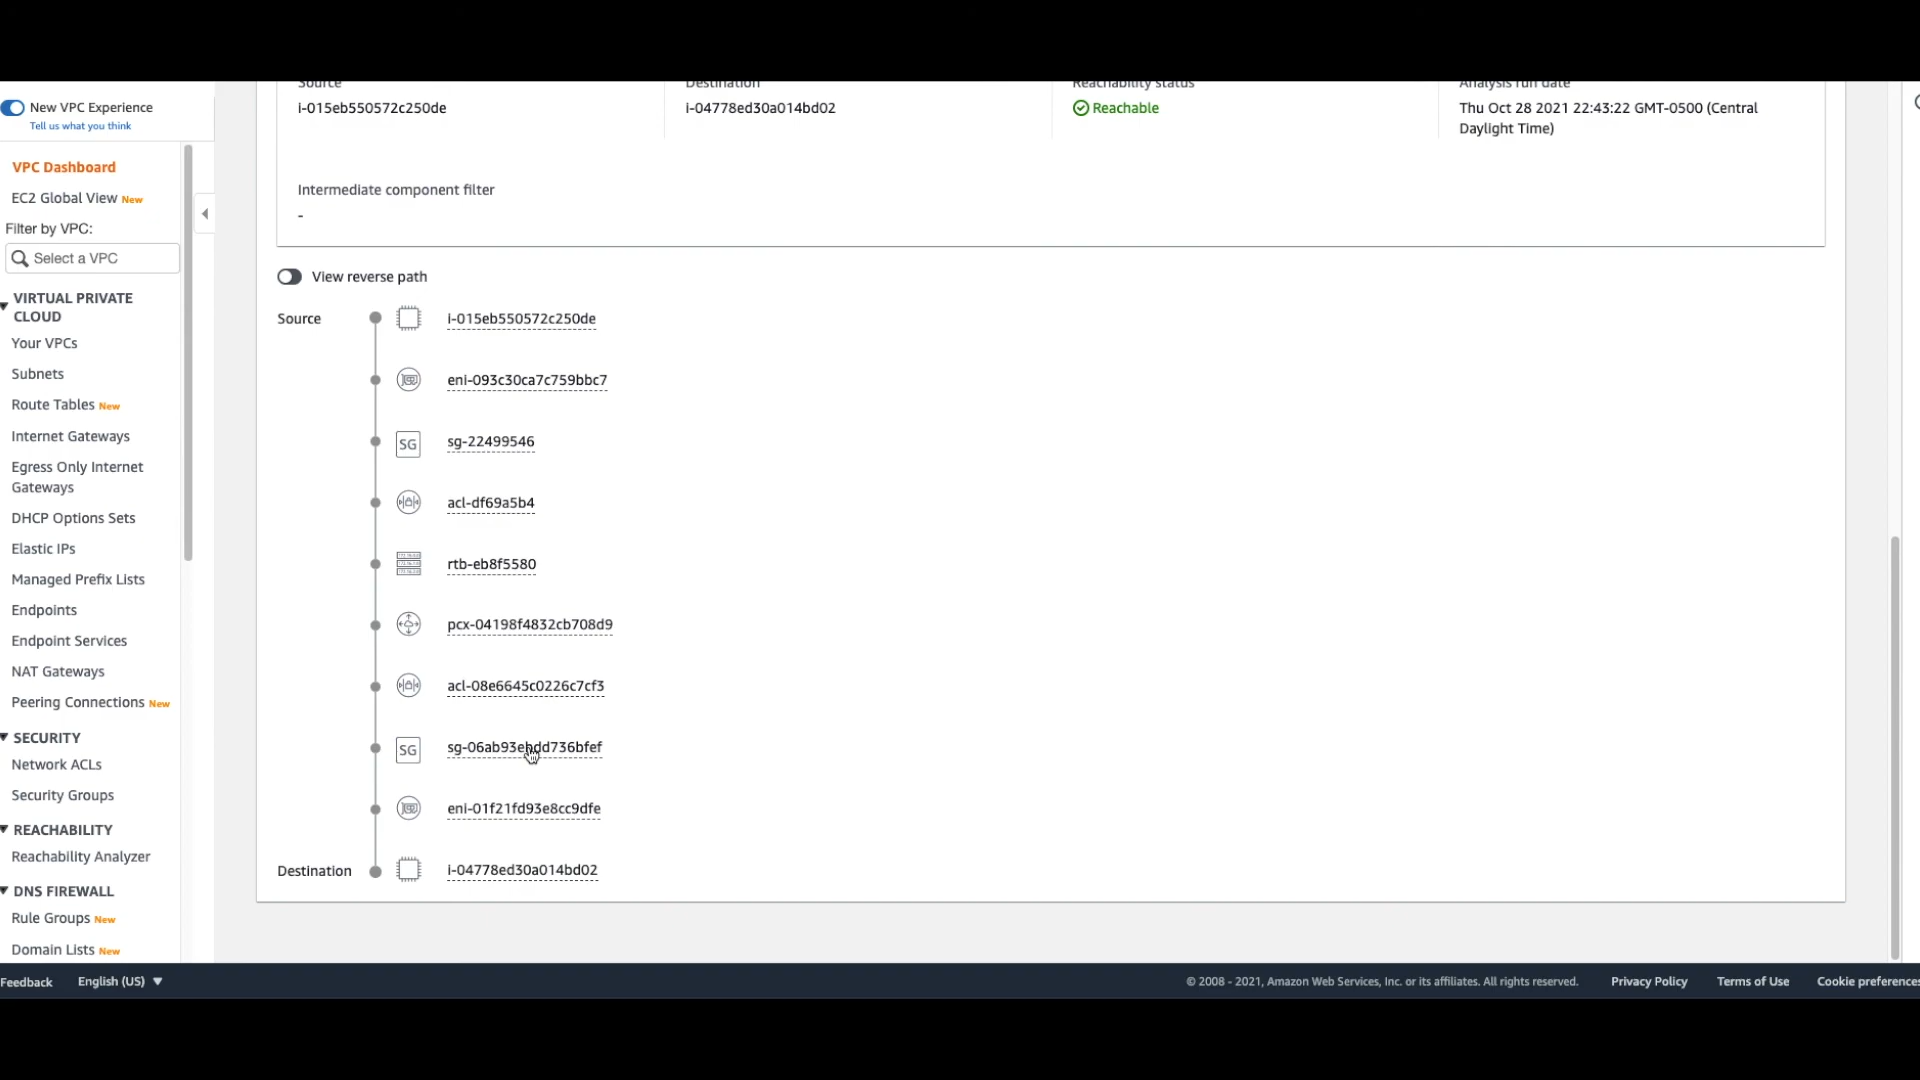 Source
Destination
Reachability status
Analysis run date
New VPC Experience
Tell us what you think
i-015eb550572c250de
i-04778ed30a014bd02
Reachable
Thu Oct 28 2021 22:43:22 GMT-0500 (Central
Daylight Time)
VPC Dashboard
EC2 Global View New
Filter by VPC:
Select a VPC
VIRTUAL PRIVATE
CLOUD
Your VPCs
Subnets
Route Tables New
Internet Gateways
Egress Only Internet
Gateways
DHCP Options Sets
Elastic IPs
Managed Prefix Lists
Endpoints
Endpoint Services
NAT Gateways
Peering Connections New
SECURITY
Network ACLs
Security Groups
REACHABILITY
Reachability Analyzer
DNS FIREWALL
Rule Groups New
Domain Lists New
Intermediate component filter
-
View reverse path
Source
i-015eb550572c250de
eni-093c30ca7c759bbc7
SG
sg-22499546
acl-df69a5b4
rtb-eb8f5580
pcx-04198f4832cb708d9
acl-08e6645c0226c7cf3
SG
sg-06ab93ebdd736bfef
eni-01f21fd93e8cc9dfe
Destination
i-04778ed30a014bd02
Feedback
English (US)
© 2008 - 2021, Amazon Web Services, Inc. or its affiliates. All rights reserved.
Privacy Policy
Terms of Use
Cookie preferences